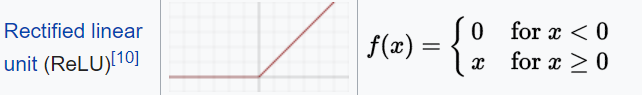 Rectified linear
unit (ReLU)[10]
f(x) = { 0 for x < 0
x for x ≥ 0